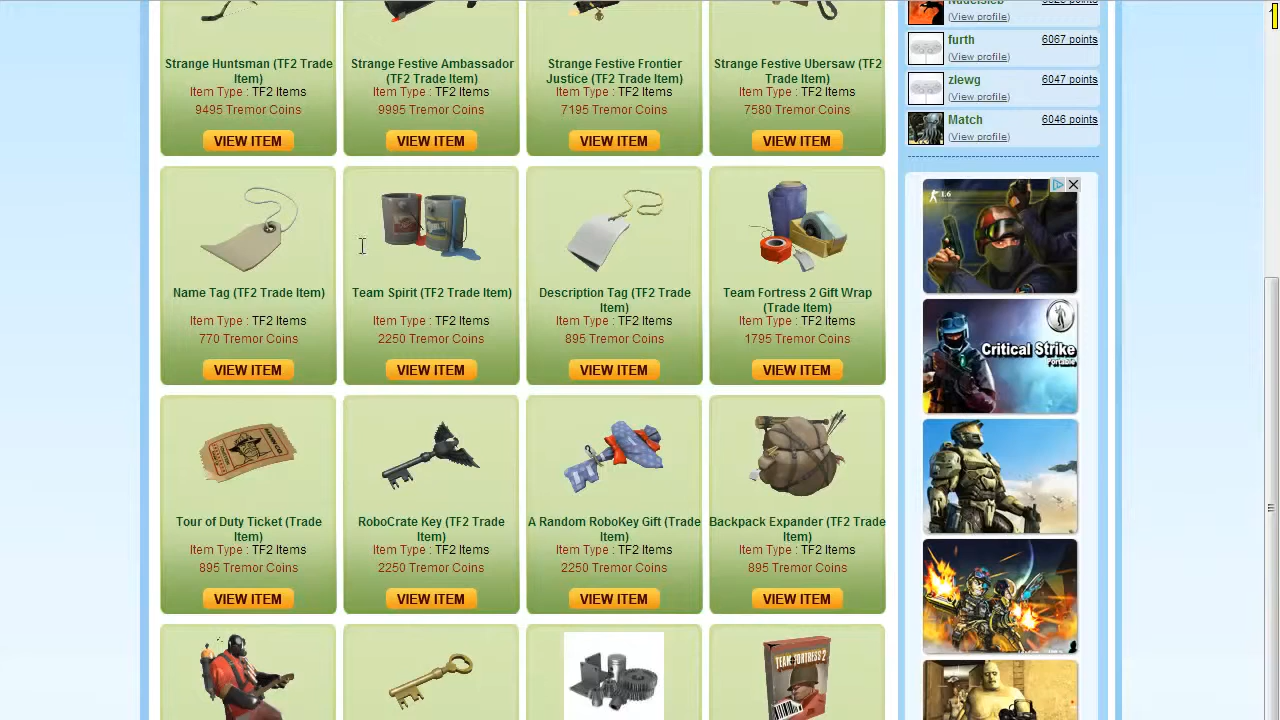 Strange Huntsman (TF2 Trade
Item)
Item Type : TF2 Items
9495 Tremor Coins
VIEW ITEM
Strange Festive Ambassador
(TF2 Trade Item)
Item Type : TF2 Items
9995 Tremor Coins
VIEW ITEM
Strange Festive Frontier
Justice (TF2 Trade Item)
Item Type : TF2 Items
7195 Tremor Coins
VIEW ITEM
Strange Festive Ubersaw (TF2
Trade Item)
Item Type : TF2 Items
7580 Tremor Coins
VIEW ITEM
Name Tag (TF2 Trade Item)
Item Type : TF2 Items
770 Tremor Coins
VIEW ITEM
Team Spirit (TF2 Trade Item)
Item Type : TF2 Items
2250 Tremor Coins
VIEW ITEM
Description Tag (TF2 Trade
Item)
Item Type : TF2 Items
895 Tremor Coins
VIEW ITEM
Team Fortress 2 Gift Wrap
(Trade Item)
Item Type : TF2 Items
1795 Tremor Coins
VIEW ITEM
Tour of Duty Ticket (Trade
Item)
Item Type : TF2 Items
895 Tremor Coins
VIEW ITEM
RoboCrate Key (TF2 Trade
Item)
Item Type : TF2 Items
2250 Tremor Coins
VIEW ITEM
A Random RoboKey Gift (Trade
Item)
Item Type : TF2 Items
2250 Tremor Coins
VIEW ITEM
Backpack Expander (TF2 Trade
Item)
Item Type : TF2 Items
895 Tremor Coins
VIEW ITEM
TEAM FORTRESS 2
(View profile)
furth 6067 points
(View profile)
zlewg 6047 points
(View profile)
Match 6046 points
(View profile)
1.6
Critical Strike
Portable